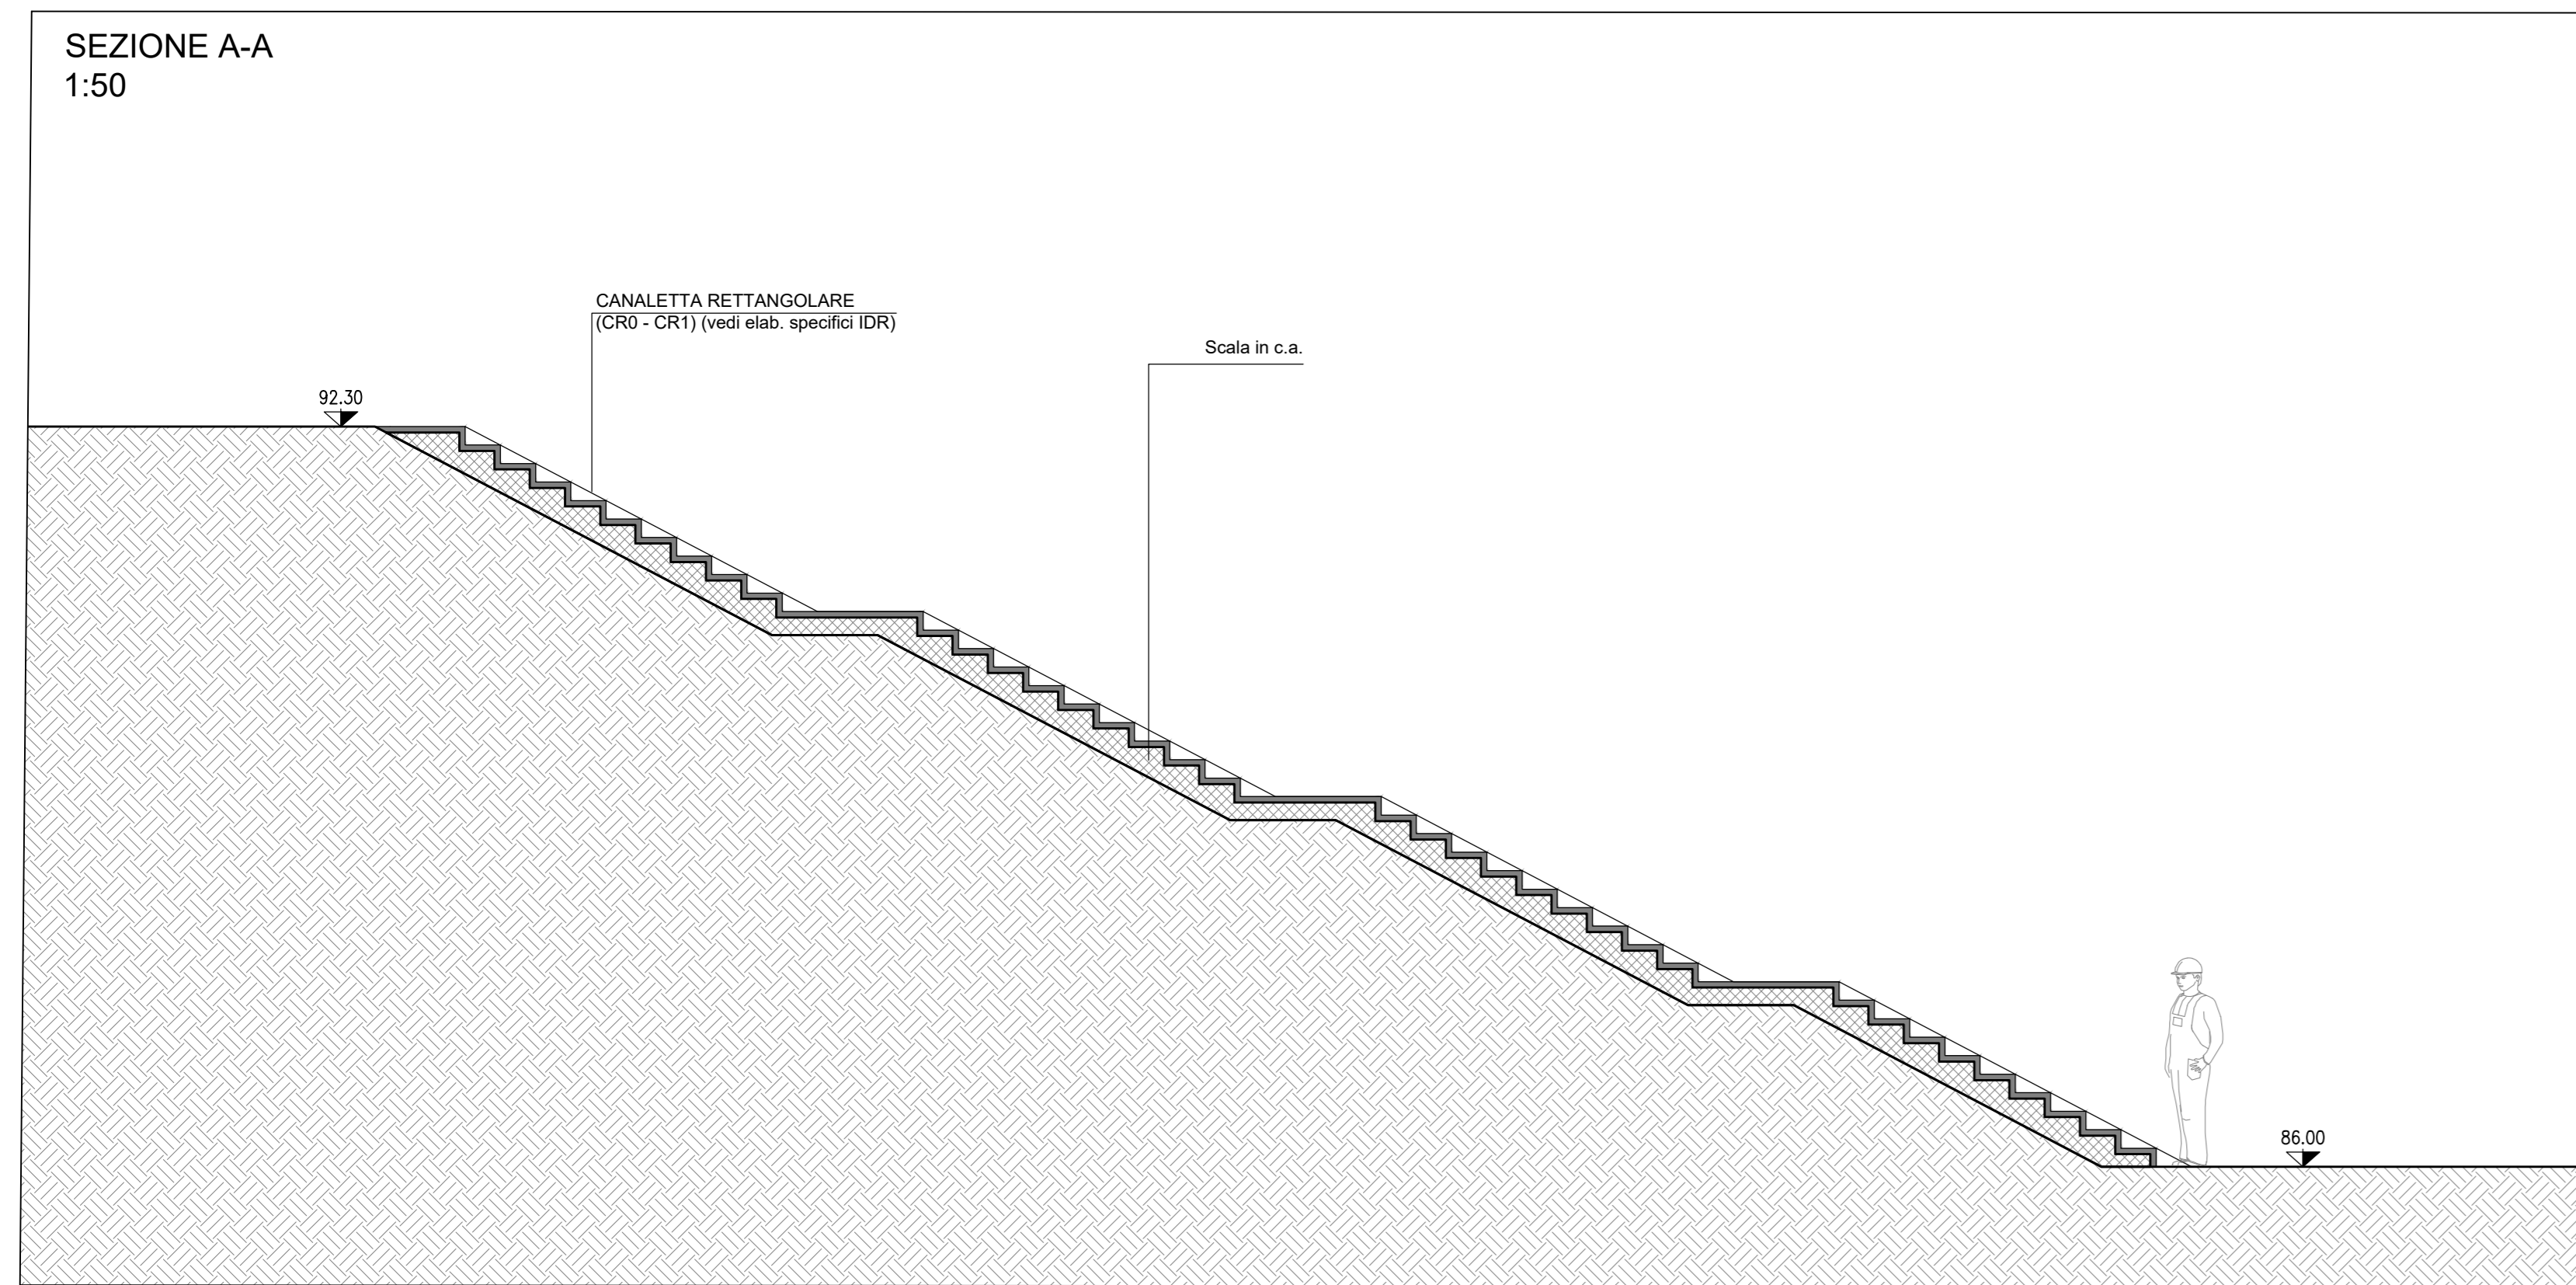 SEZIONE A-A
1:50
CANALETTA RETTANGOLARE
(CR0 - CR1) (vedi elab. specifici IDR)
Scala in c.a.
92.30
86.00